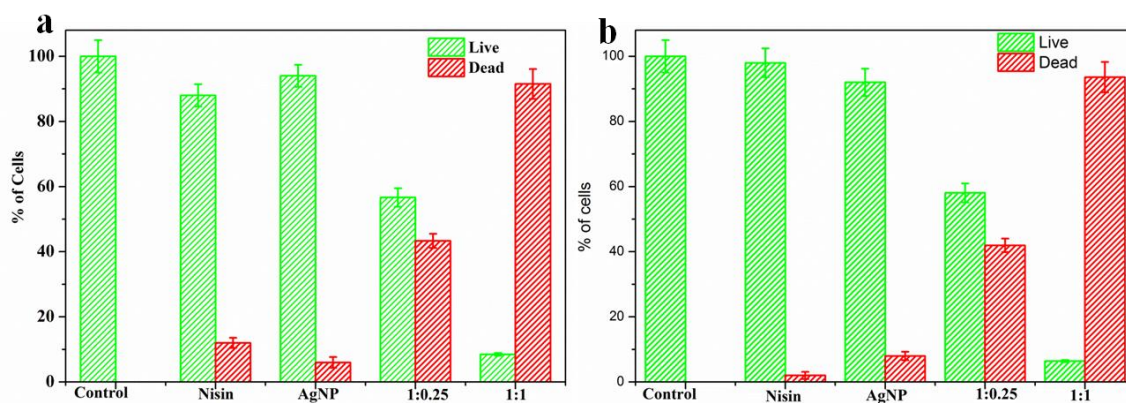 a
Live
Dead
100
80
60
40
20
0
% of Cells
Control Nisin AgNP 1:0.25 1:1
b
Live
Dead
100
80
60
40
20
0
% of cells
Control Nisin AgNP 1:0.25 1:1